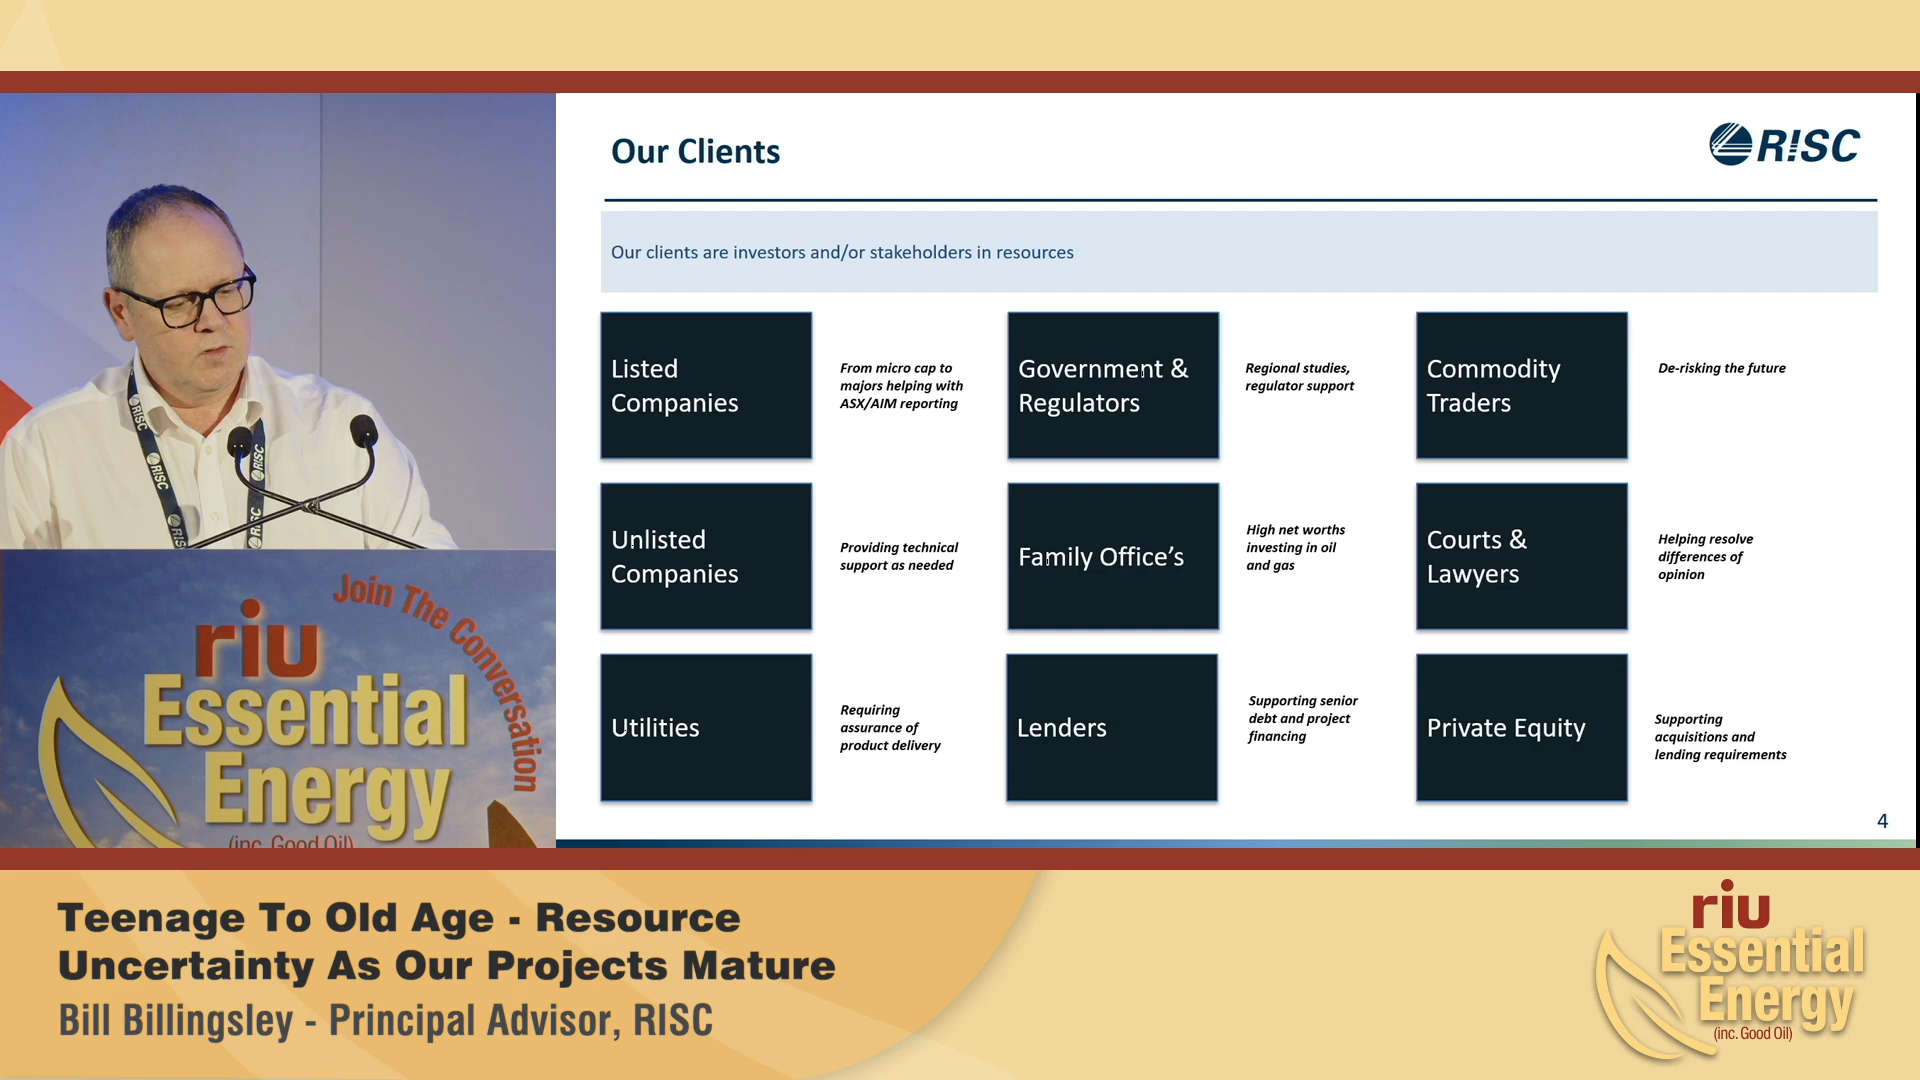 Our Clients
R!SC
Our clients are investors and/or stakeholders in resources
Listed
Companies
From micro cap to
majors helping with
ASX/AIM reporting
Government &
Regulators
Regional studies,
regulator support
Commodity
Traders
De-risking the future
Unlisted
Companies
Providing technical
support as needed
Family Office’s
High net worths
investing in oil
and gas
Courts &
Lawyers
Helping resolve
differences of
opinion
Utilities
Requiring
assurance of
product delivery
Lenders
Supporting senior
debt and project
financing
Private Equity
Supporting
acquisitions and
lending requirements
4
RISC
RISC
RISC
RISC
RISC
Join The Conversation
riu
Essential
Energy
(inc. Good Oil)
Teenage To Old Age - Resource
Uncertainty As Our Projects Mature
Bill Billingsley - Principal Advisor, RISC
riu
Essential
Energy
(inc. Good Oil)